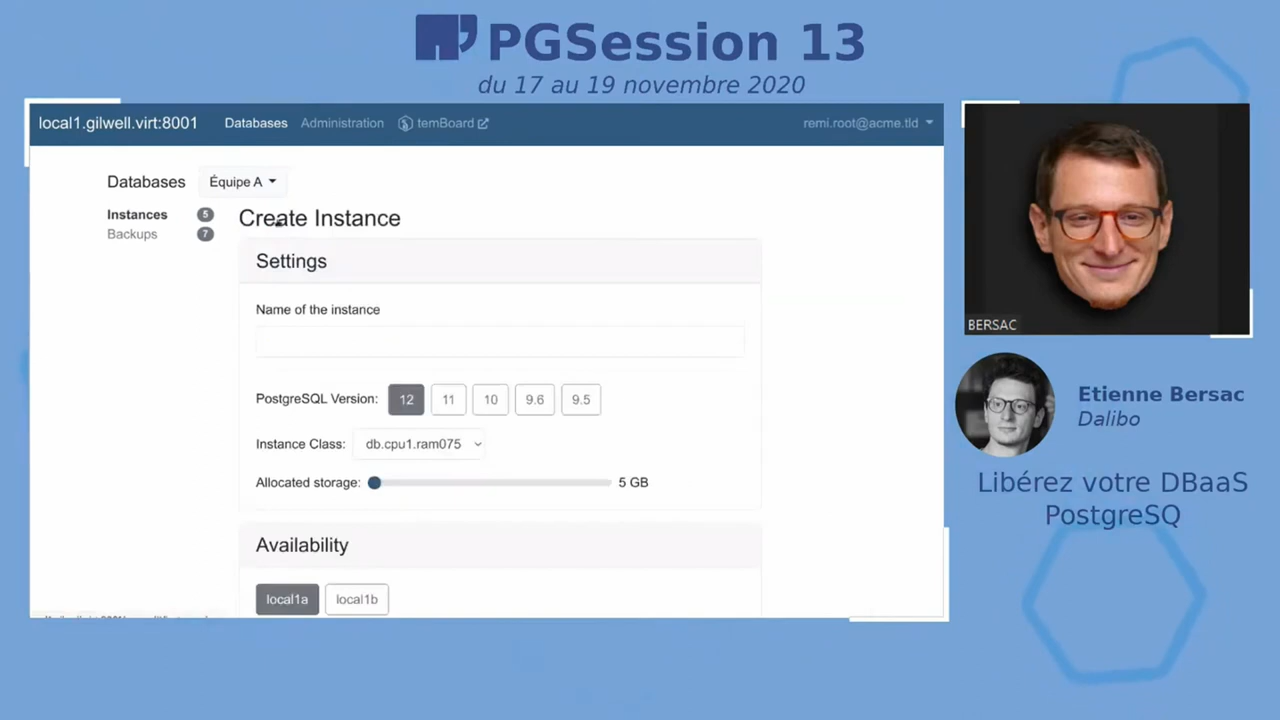 PGSession 13
du 17 au 19 novembre 2020
local1.gilwell.virt:8001 Databases Administration temBoard remi.root@acme.tld
Databases Équipe A
Instances 5
Backups 7
Create Instance
Settings
Name of the instance
PostgreSQL Version: 12 11 10 9.6 9.5
Instance Class: db.cpu1.ram075
Allocated storage: 5 GB
Availability
local1a local1b
BERSAC
Etienne Bersac
Dalibo
Libérez votre DBaaS
PostgreSQ